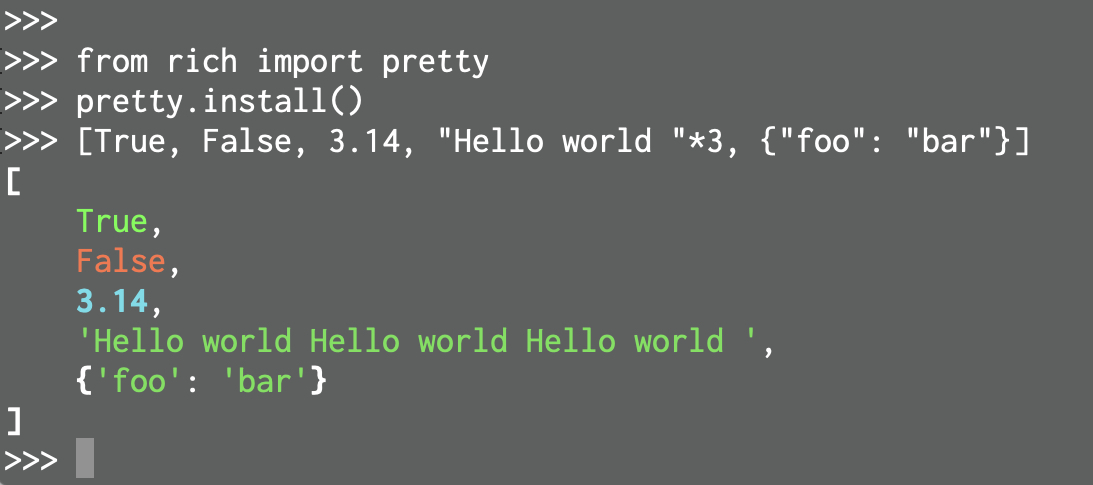 >>>
>>> from rich import pretty
>>> pretty.install()
>>> [True, False, 3.14, "Hello world "*3, {"foo": "bar"}]
[
    True,
    False,
    3.14,
    'Hello world Hello world Hello world ',
    {'foo': 'bar'}
]
>>>